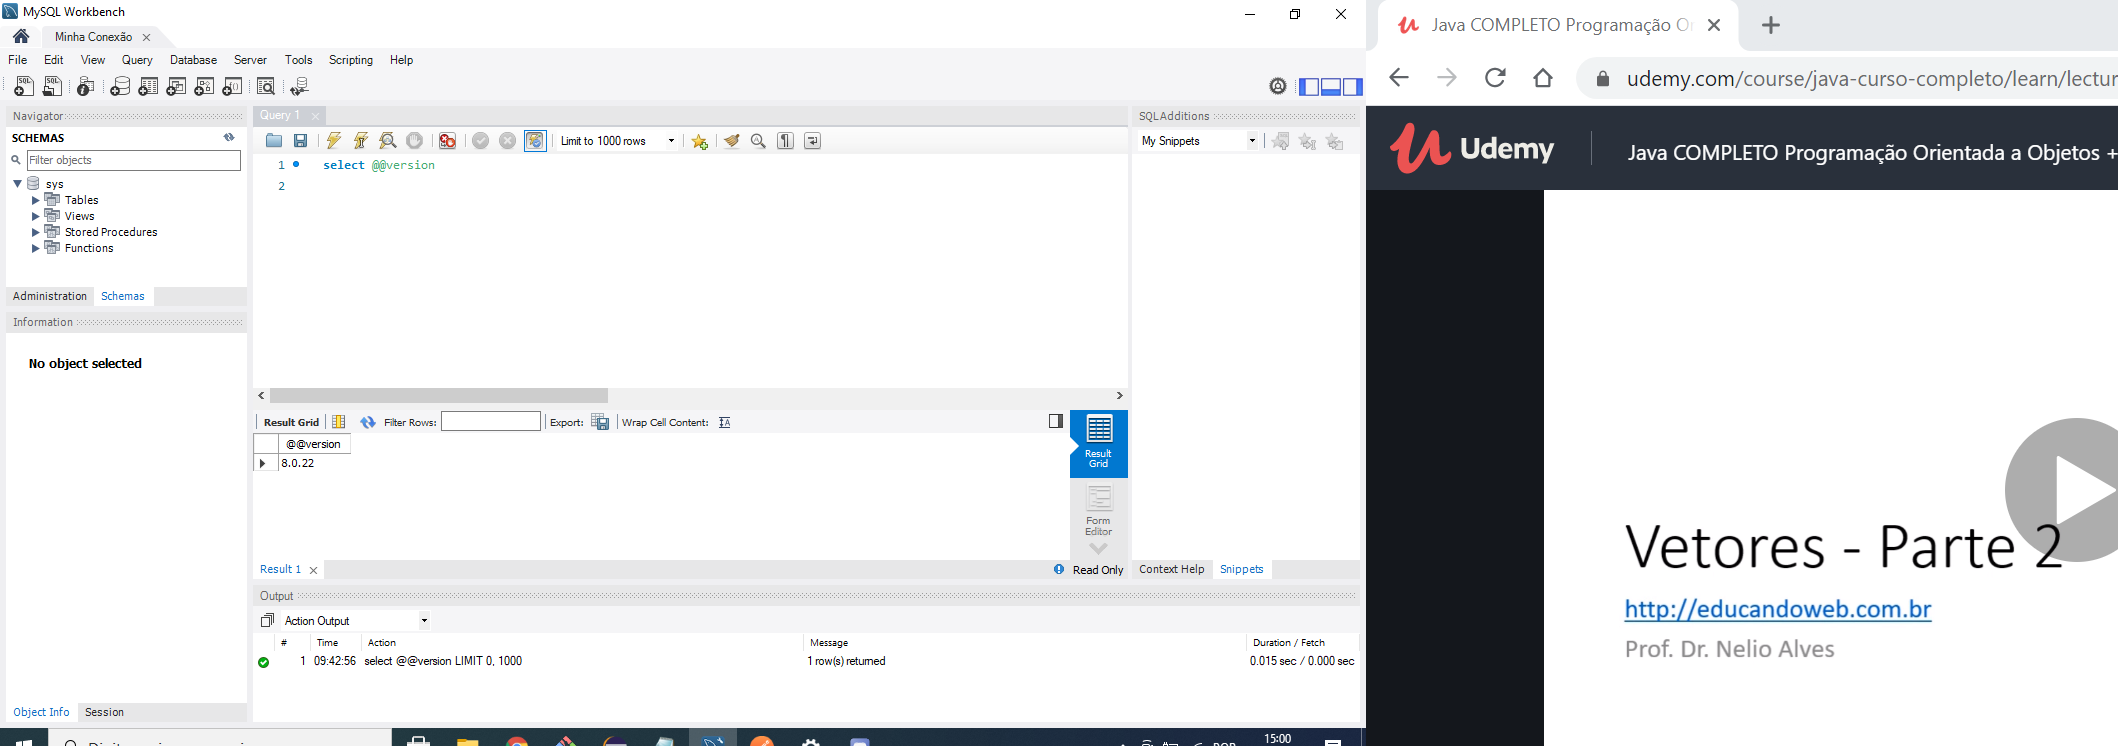 MySQL Workbench
Minha Conexão
File Edit View Query Database Server Tools Scripting Help
Navigator
SCHEMAS
Filter objects
sys
Tables
Views
Stored Procedures
Functions
Administration Schemas
Information
No object selected
Object Info Session
Query 1
Limit to 1000 rows
1 select @@version
2
Result Grid Filter Rows: Export: Wrap Cell Content:
@@version
8.0.22
Result
Grid
Form
Editor
Result 1 Read Only
SQLAdditions
My Snippets
Context Help Snippets
Output
Action Output
# Time Action Message Duration / Fetch
1 09:42:56 select @@version LIMIT 0, 1000 1 row(s) returned 0.015 sec / 0.000 sec
15:00
Java COMPLETO Programação O
udemy.com/course/java-curso-completo/learn/lectur
Udemy Java COMPLETO Programação Orientada a Objetos +
Vetores - Parte 2
http://educandoweb.com.br
Prof. Dr. Nelio Alves